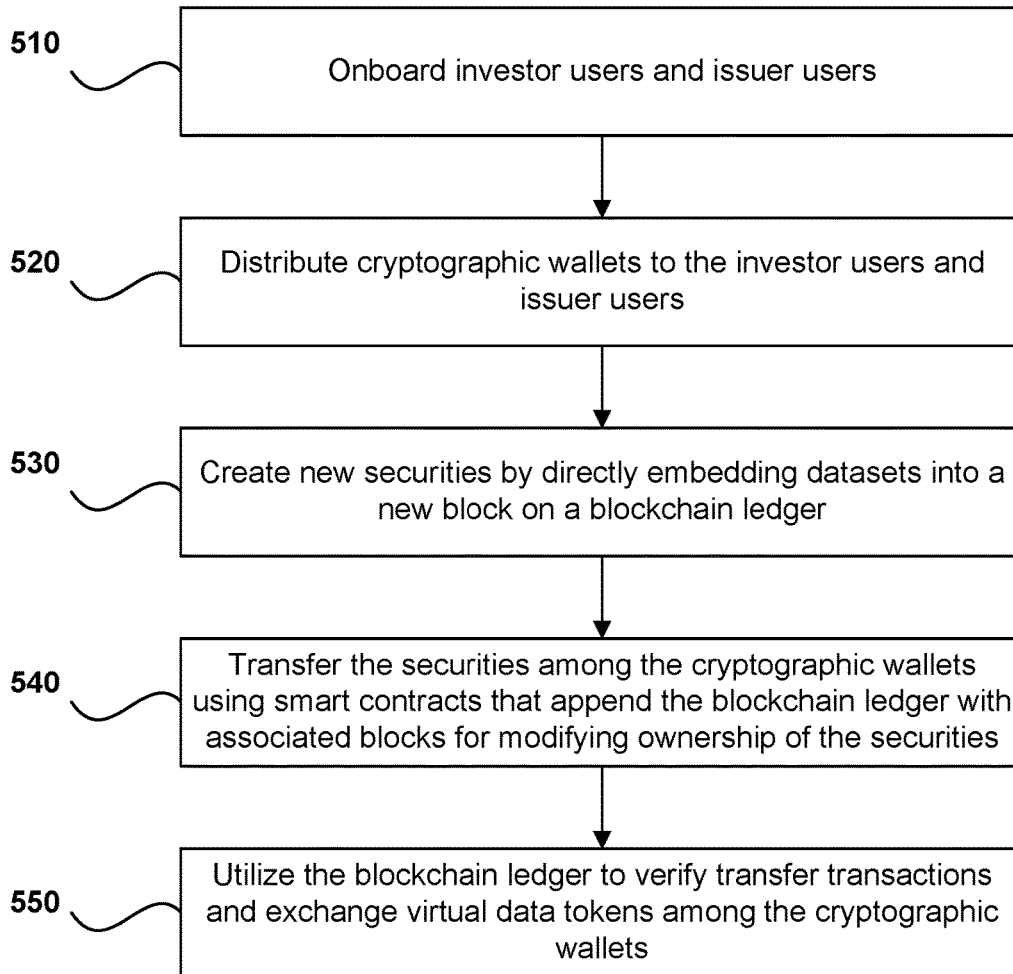 510
Onboard investor users and issuer users
520
Distribute cryptographic wallets to the investor users and
issuer users
530
Create new securities by directly embedding datasets into a
new block on a blockchain ledger
540
Transfer the securities among the cryptographic wallets
using smart contracts that append the blockchain ledger with
associated blocks for modifying ownership of the securities
550
Utilize the blockchain ledger to verify transfer transactions
and exchange virtual data tokens among the cryptographic
wallets